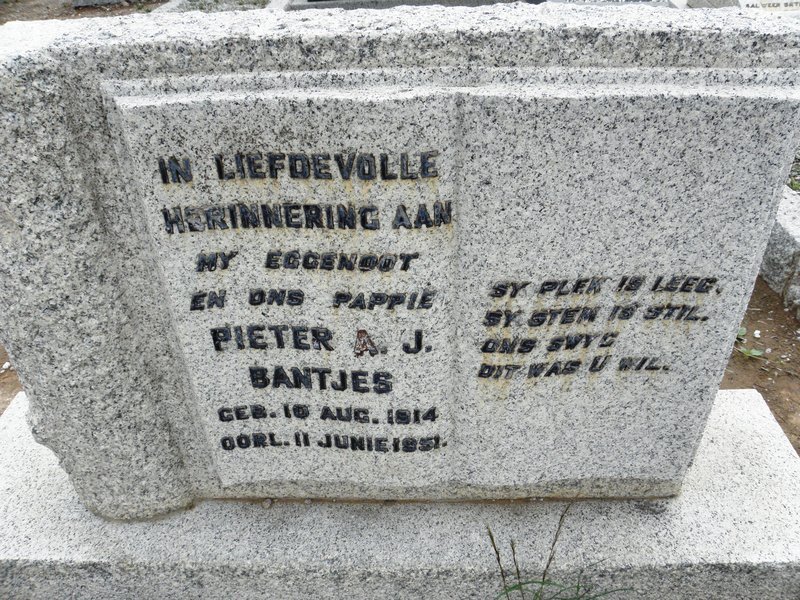 IN LIEFDEVOLLE
HERINNERING AAN
MY EGGENOOT
EN ONS PAPPIE
PIETER A. J.
BANTJES
GEB. 10 AUG. 1914
OORL. 11 JUNIE 1951.
SY PLEK IS LEEG.
SY STEM IS STIL.
ONS SWYG
DIT WAS U WIL.